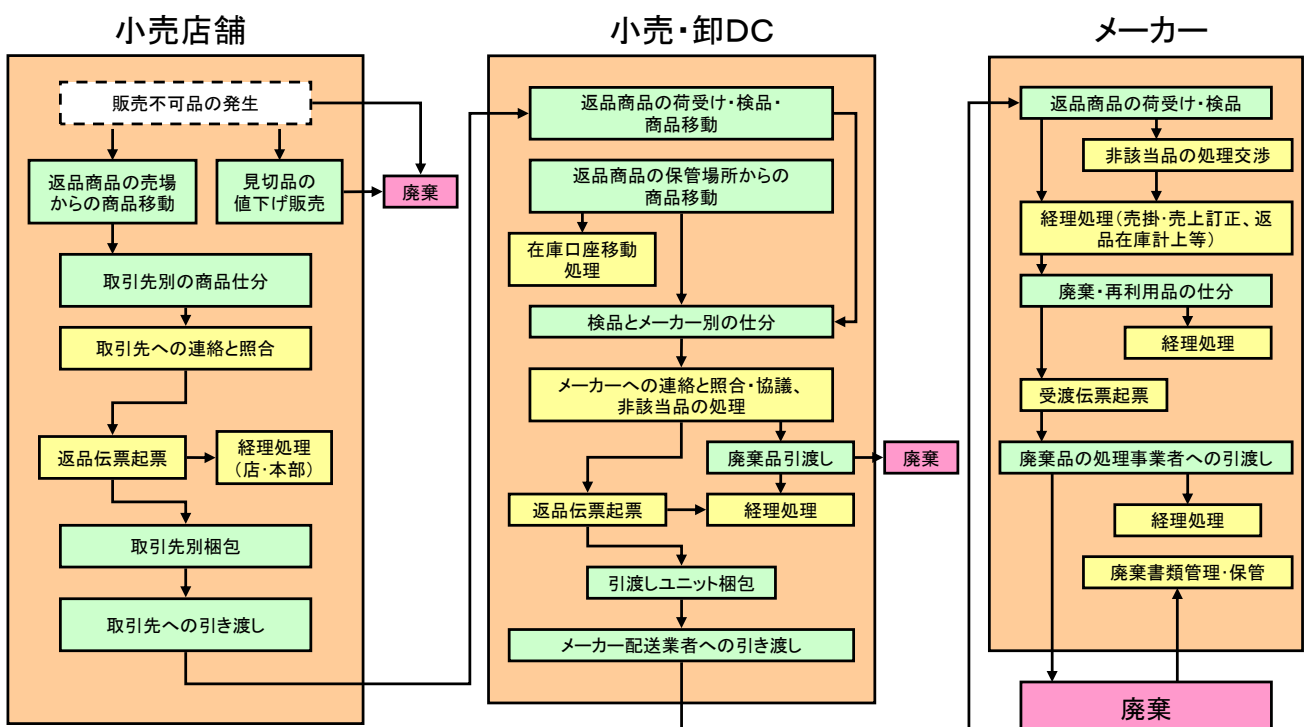 小売店舗
販売不可品の発生
返品商品の売場
からの商品移動
見切品の
値下げ販売
廃棄
取引先別の商品仕分
取引先への連絡と照合
返品伝票起票
経理処理
(店・本部)
取引先別梱包
取引先への引き渡し
小売・卸DC
返品商品の荷受け・検品・
商品移動
返品商品の保管場所からの
商品移動
在庫口座移動
処理
検品とメーカー別の仕分
メーカーへの連絡と照合・協議、
非該当品の処理
廃棄品引渡し
廃棄
返品伝票起票
経理処理
引渡しユニット梱包
メーカー配送業者への引き渡し
メーカー
返品商品の荷受け・検品
非該当品の処理交渉
経理処理(売掛・売上訂正、返
品在庫計上等)
廃棄・再利用品の仕分
経理処理
受渡伝票起票
廃棄品の処理事業者への引渡し
経理処理
廃棄書類管理・保管
廃棄